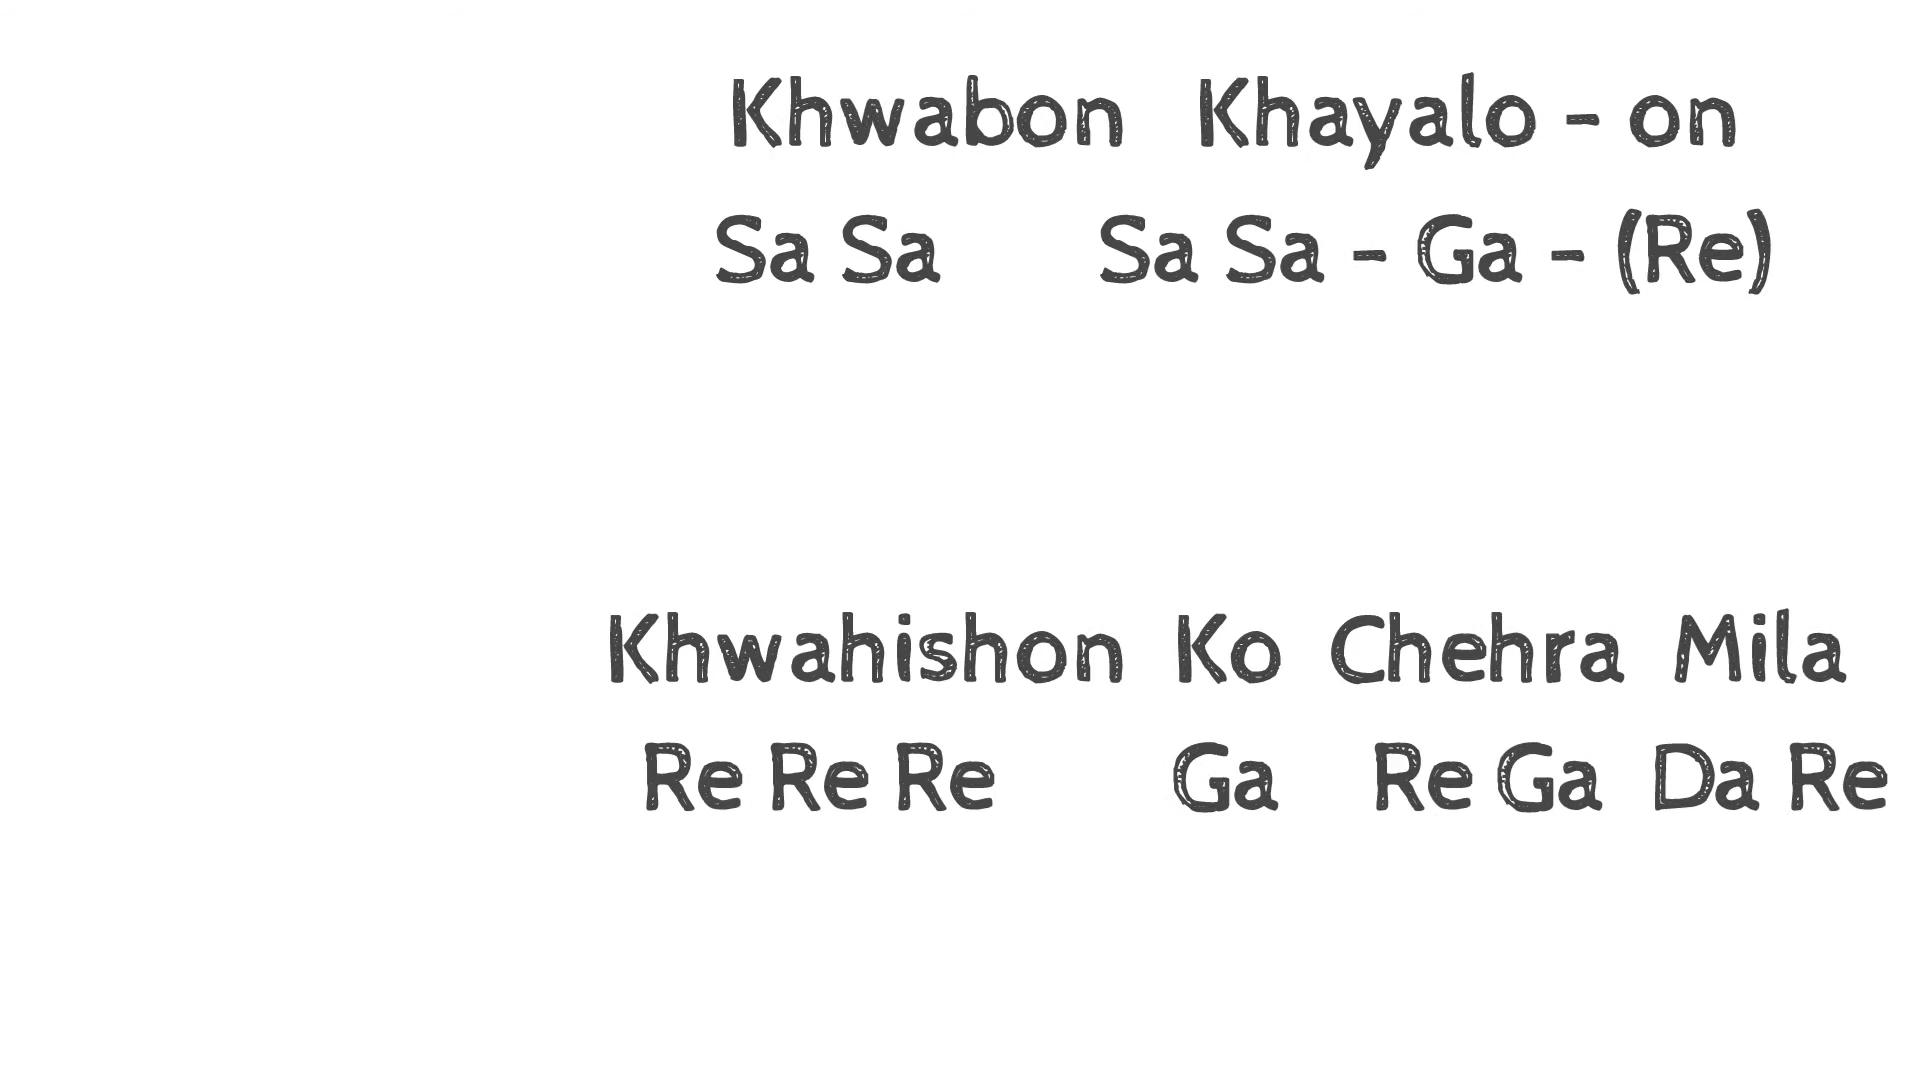 Khwabon Khayalo - on
Sa Sa Sa Sa - Ga - (Re)
Khwahishon Ko Chehra Mila
Re Re Re Ga Re Ga Da Re